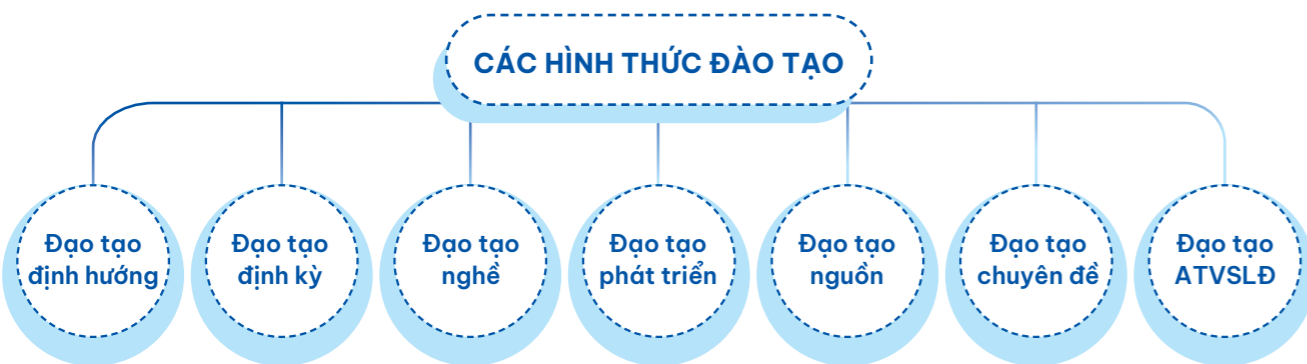 CÁC HÌNH THỨC ĐÀO TẠO
Đạo tạo
định hướng
Đạo tạo
định kỳ
Đạo tạo
nghề
Đạo tạo
phát triển
Đạo tạo
nguồn
Đạo tạo
chuyên đề
Đạo tạo
ATVSLĐ